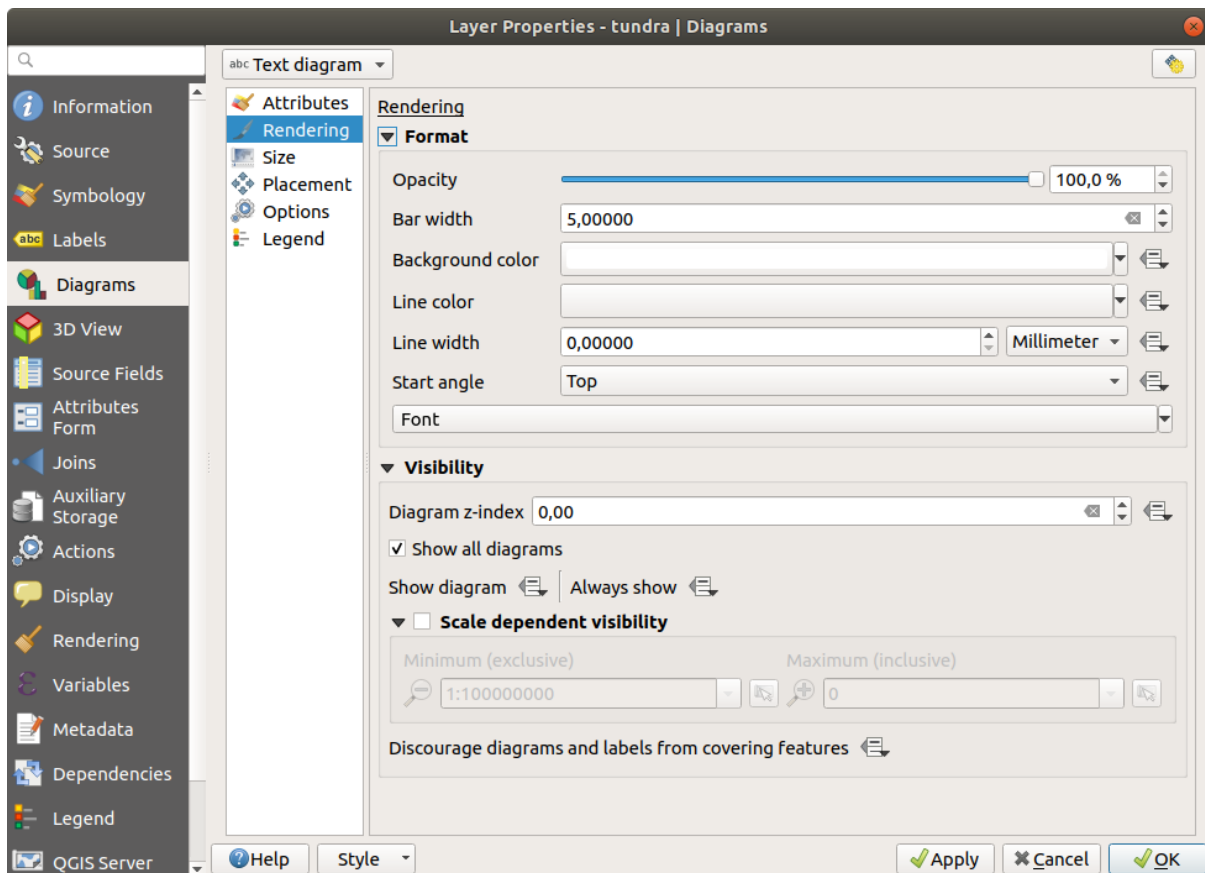 Layer Properties - tundra | Diagrams
Information
Source
Symbology
abc Labels
Diagrams
3D View
Source Fields
Attributes
Form
Joins
Auxiliary
Storage
Actions
Display
Rendering
Variables
Metadata
Dependencies
Legend
QGIS Server
abc Text diagram
Attributes
Rendering
Size
Placement
Options
Legend
Rendering
Format
Opacity 100,0 %
Bar width 5,00000
Background color
Line color
Line width 0,00000 Millimeter
Start angle Top
Font
Visibility
Diagram z-index 0,00
Show all diagrams
Show diagram Always show
Scale dependent visibility
Minimum (exclusive) Maximum (inclusive)
1:100000000 0
Discourage diagrams and labels from covering features
Help Style Apply Cancel OK